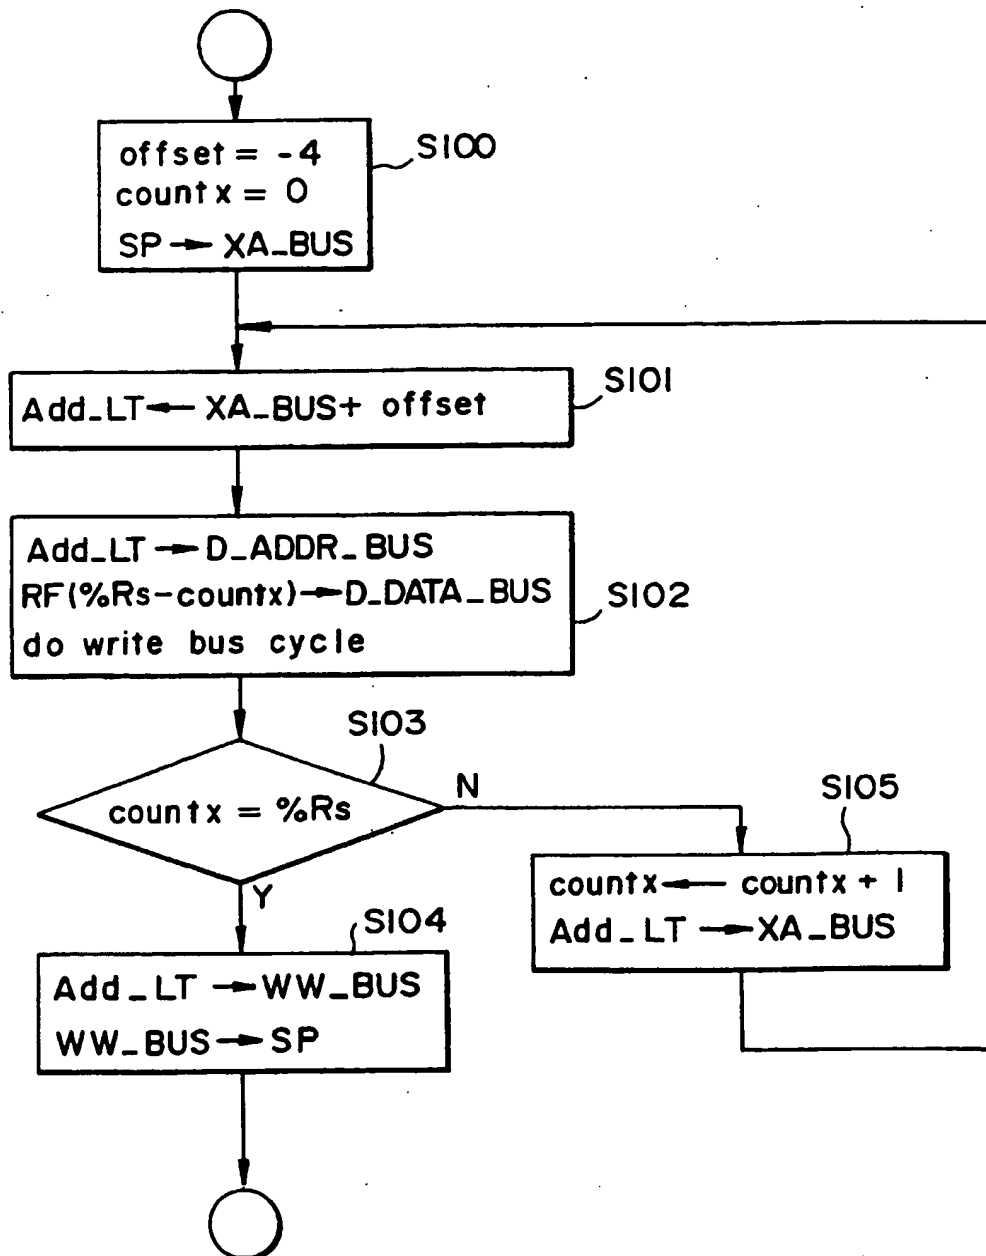 offset = -4
countx = 0
SP → XA_BUS
S100
Add_LT ← XA_BUS + offset
S101
Add_LT → D_ADDR_BUS
RF(%Rs-countx) → D_DATA_BUS
do write bus cycle
S102
S103
countx = %Rs
N
Y
S105
countx ← countx + 1
Add_LT → XA_BUS
S104
Add_LT → WW_BUS
WW_BUS → SP